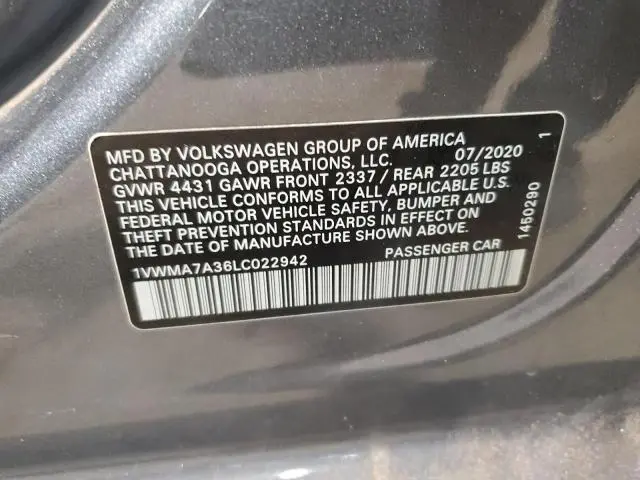 MFD BY VOLKSWAGEN GROUP OF AMERICA
CHATTANOOGA OPERATIONS, LLC. 07/2020 1
GVWR 4431 GAWR FRONT 2337 / REAR 2205 LBS
THIS VEHICLE CONFORMS TO ALL APPLICABLE
FEDERAL MOTOR VEHICLE SAFETY, BUMPER AND
THEFT PREVENTION STANDARDS IN EFFECT ON
THE DATE OF MANUFACTURE SHOWN ABOVE.
1VWMA7A36LC022942 PASSENGER CAR
1450290